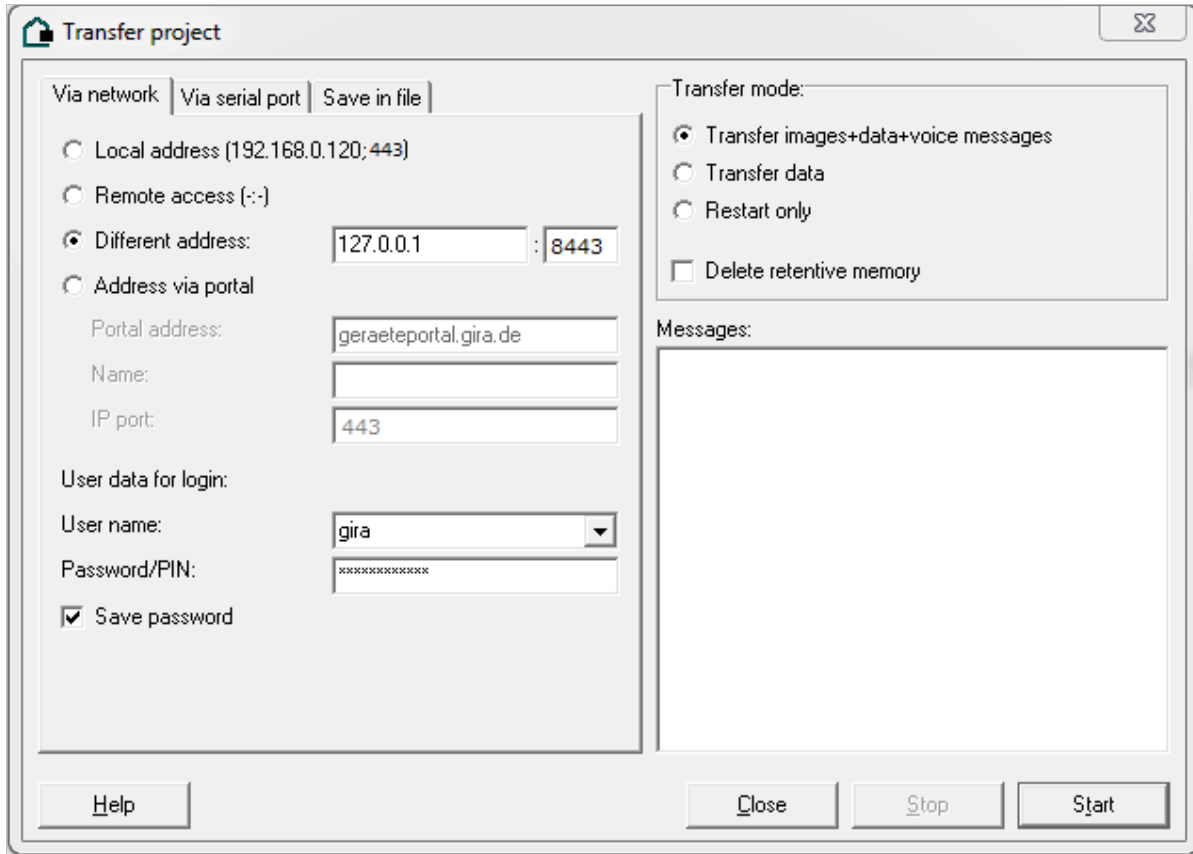 Transfer project
Via network
Via serial port
Save in file
Local address (192.168.0.120;443)
Remote access (-:-)
Different address:
127.0.0.1 : 8443
Address via portal
Portal address:
geraeteportal.gira.de
Name:
IP port:
443
User data for login:
User name:
gira
Password/PIN:
************
Save password
Transfer mode:
Transfer images+data+voice messages
Transfer data
Restart only
Delete retentive memory
Messages:
Help
Close
Stop
Start